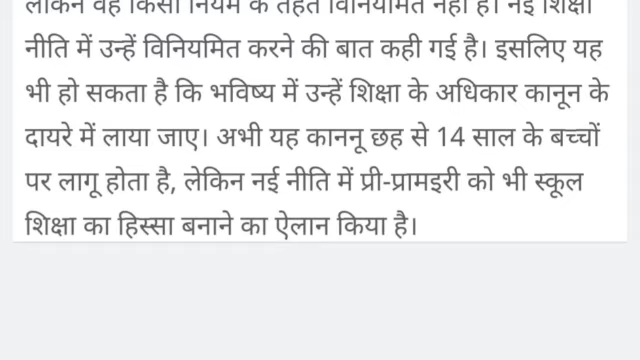 लेकिन वह किसी नियम के तहत विनियमित नहीं है। नई शिक्षा
नीति में उन्हें विनियमित करने की बात कही गई है। इसलिए यह
भी हो सकता है कि भविष्य में उन्हें शिक्षा के अधिकार कानून के
दायरे में लाया जाए। अभी यह काननू छह से 14 साल के बच्चों
पर लागू होता है, लेकिन नई नीति में प्री-प्रामइरी को भी स्कूल
शिक्षा का हिस्सा बनाने का ऐलान किया है।